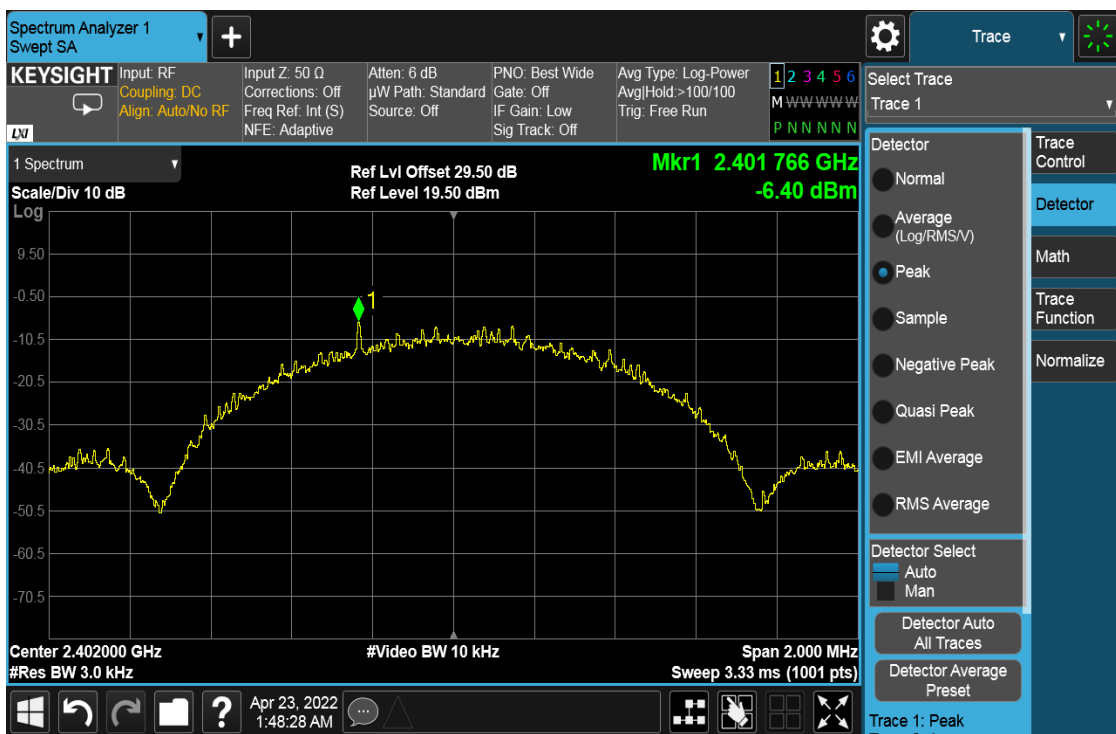 Spectrum Analyzer 1
Swept SA
+
Trace
KEYSIGHT
LXI
Input: RF
Coupling: DC
Align: Auto/No RF
Input Z: 50 Ω
Corrections: Off
Freq Ref: Int (S)
NFE: Adaptive
Atten: 6 dB
µW Path: Standard
Source: Off
PNO: Best Wide
Gate: Off
IF Gain: Low
Sig Track: Off
Avg Type: Log-Power
Avg|Hold:>100/100
Trig: Free Run
1 2 3 4 5 6
M W W W W W
P N N N N N
Select Trace
Trace 1
1 Spectrum
Scale/Div 10 dB
Log
Ref Lvl Offset 29.50 dB
Ref Level 19.50 dBm
Mkr1 2.401 766 GHz
-6.40 dBm
9.50
-0.50
-10.5
-20.5
-30.5
-40.5
-50.5
-60.5
-70.5
1
Center 2.402000 GHz
#Res BW 3.0 kHz
#Video BW 10 kHz
Span 2.000 MHz
Sweep 3.33 ms (1001 pts)
Detector
Normal
Average
(Log/RMS/V)
Peak
Sample
Negative Peak
Quasi Peak
EMI Average
RMS Average
Detector Select
Auto
Man
Detector Auto
All Traces
Detector Average
Preset
Trace 1: Peak
Trace
Control
Detector
Math
Trace
Function
Normalize
?
Apr 23, 2022
1:48:28 AM